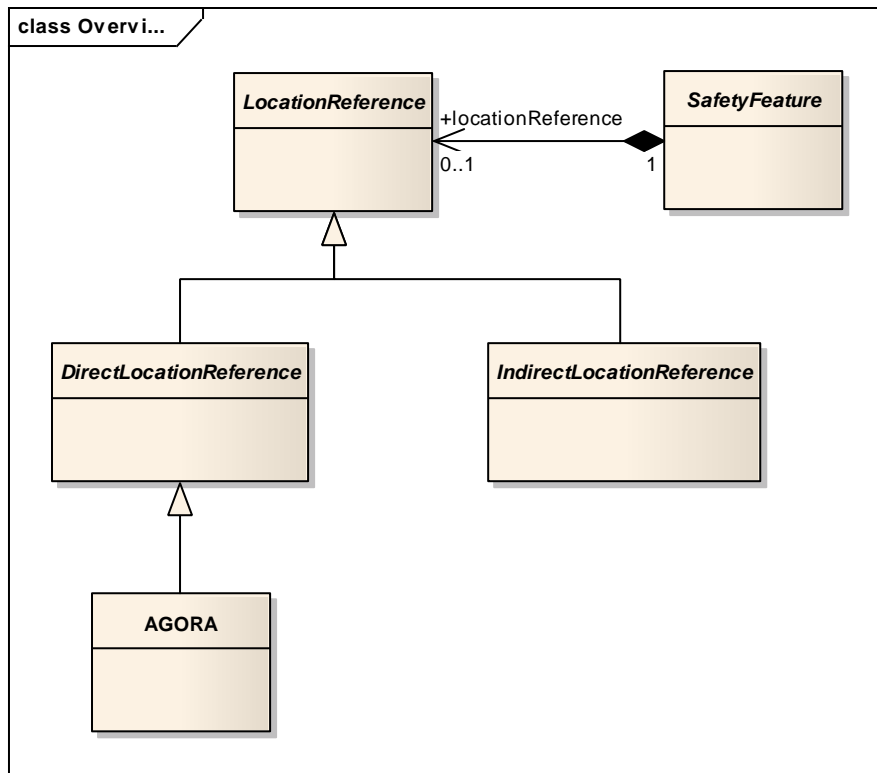 class Overvi...
LocationReference
SafetyFeature
+locationReference
0..1
1
DirectLocationReference
IndirectLocationReference
AGORA